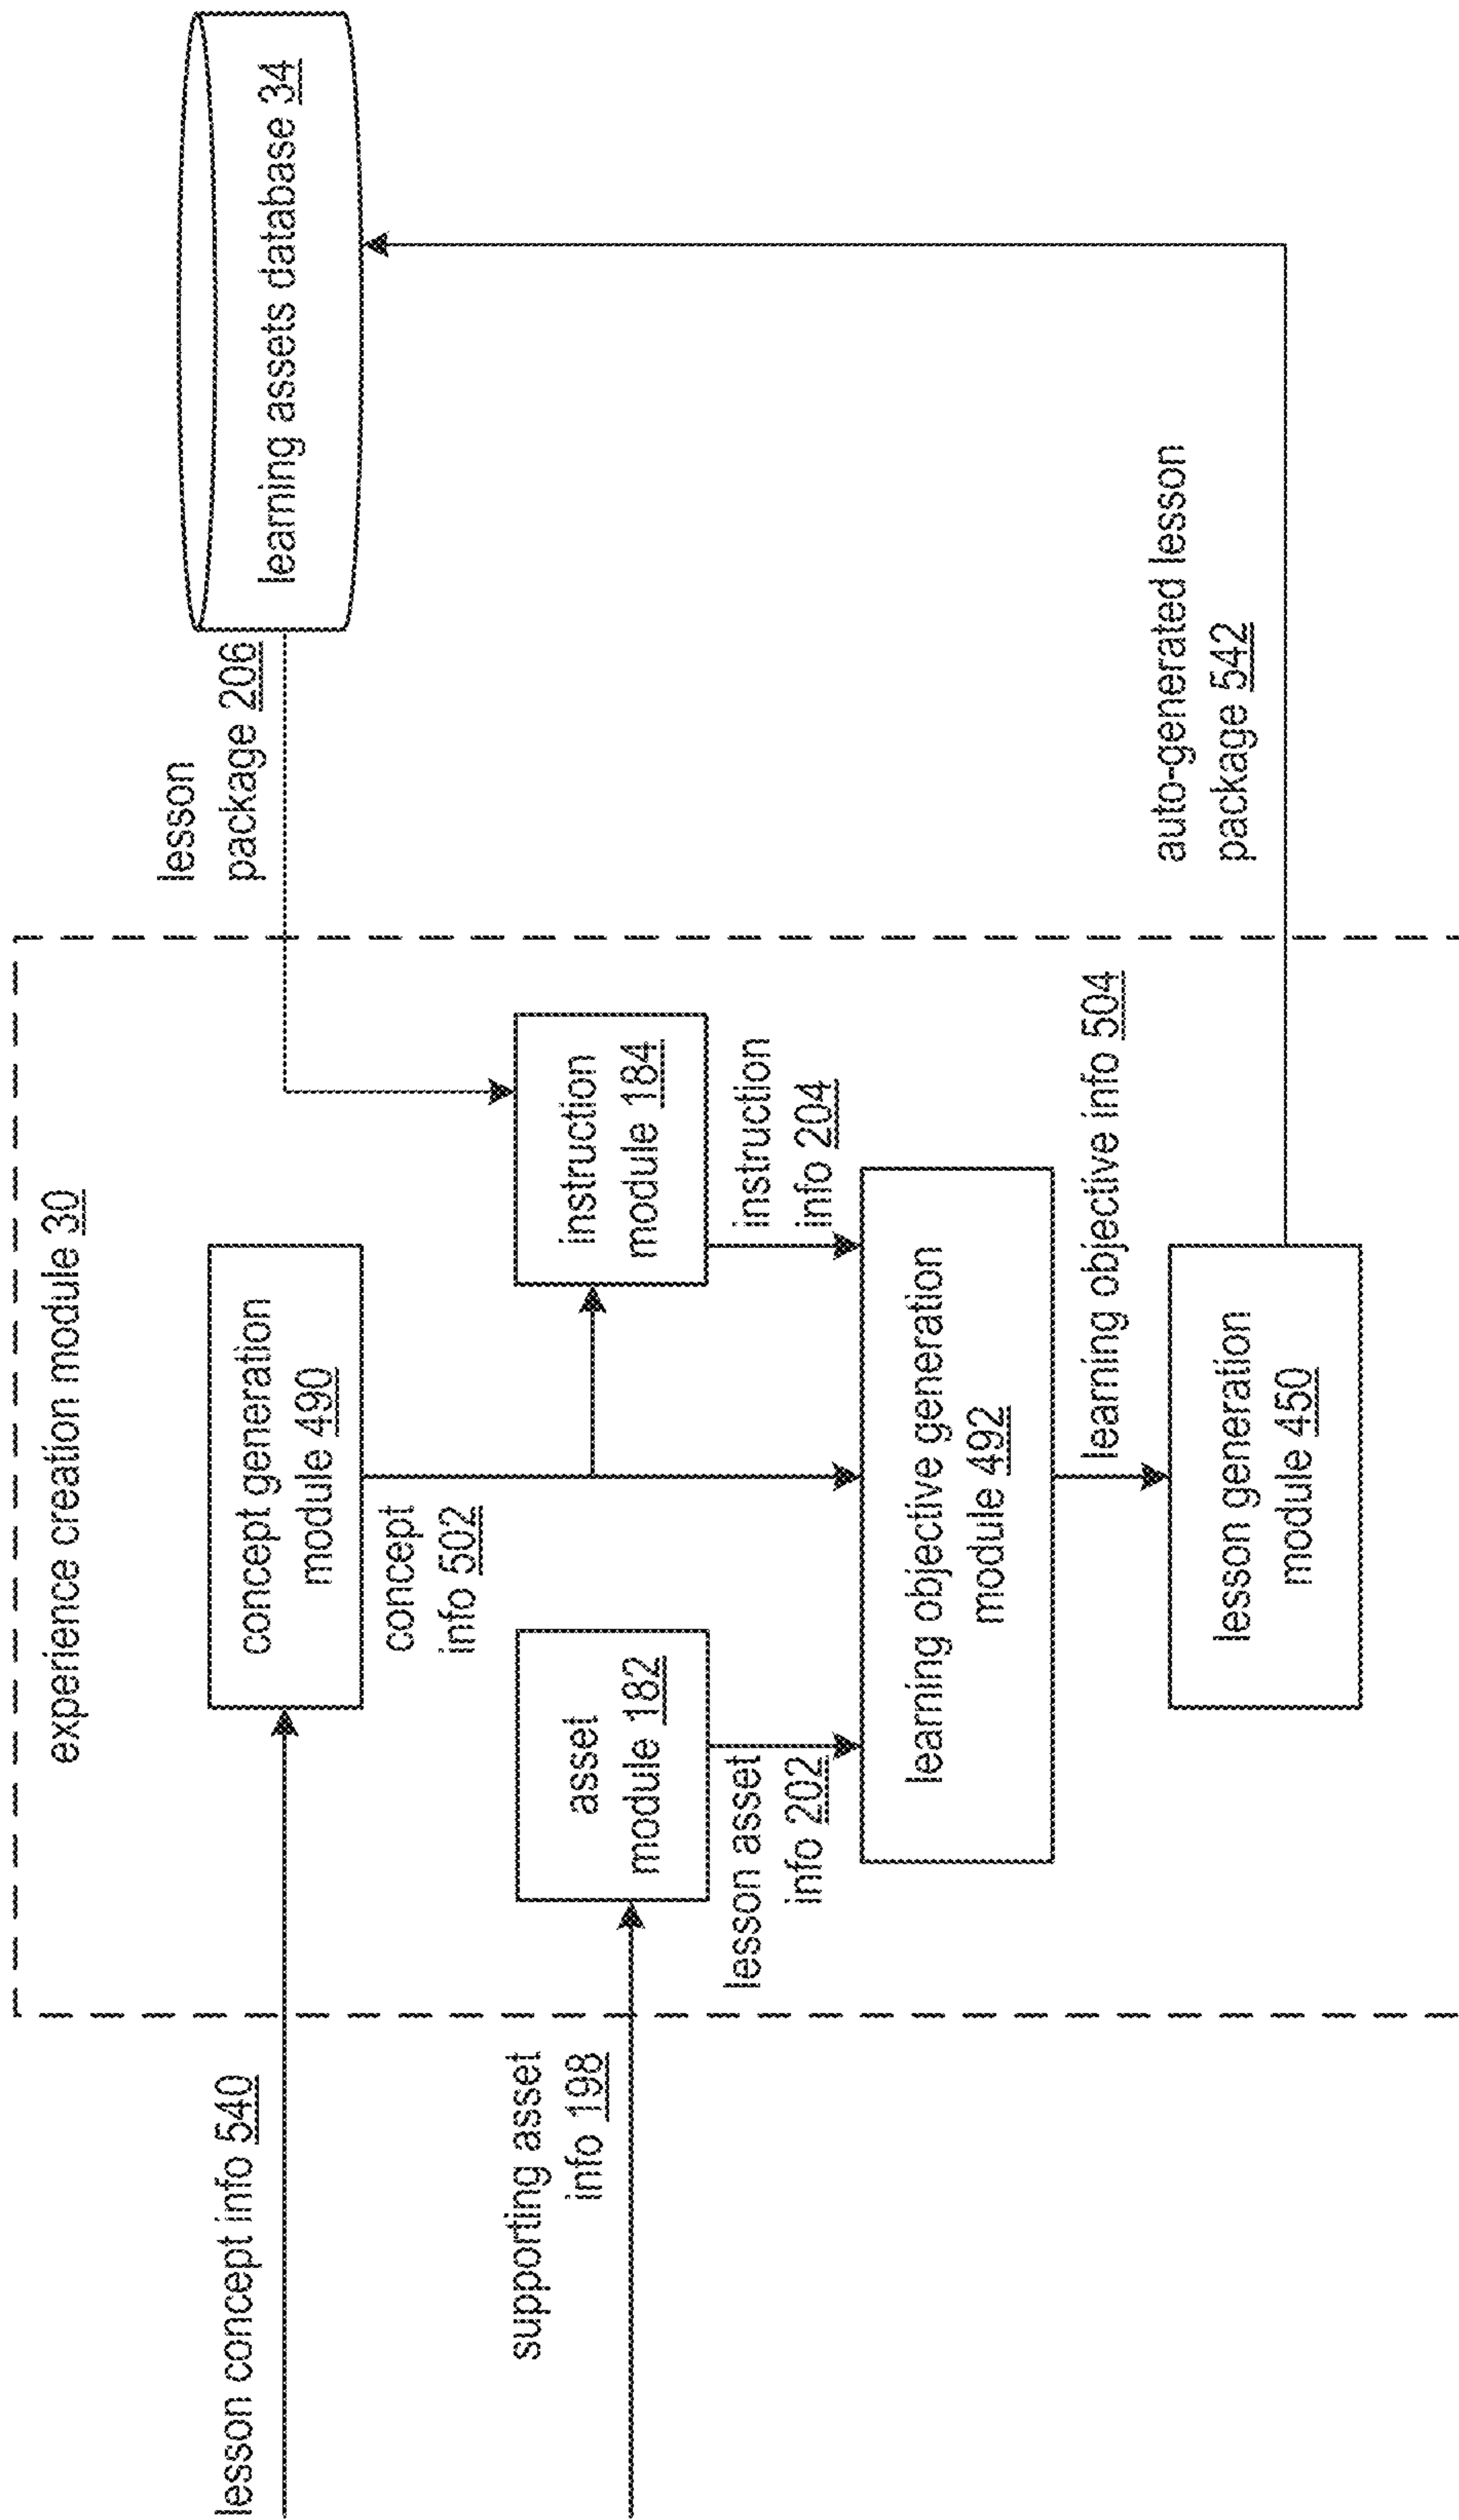 experience creation module 30
lesson concept info 540
concept generation
module 490
lesson
package 206
learning assets database 34
concept
info 502
supporting asset
info 198
asset
module 182
instruction
module 184
lesson asset
info 202
instruction
info 204
learning objective generation
module 492
learning objective info 504
lesson generation
module 450
auto-generated lesson
package 542